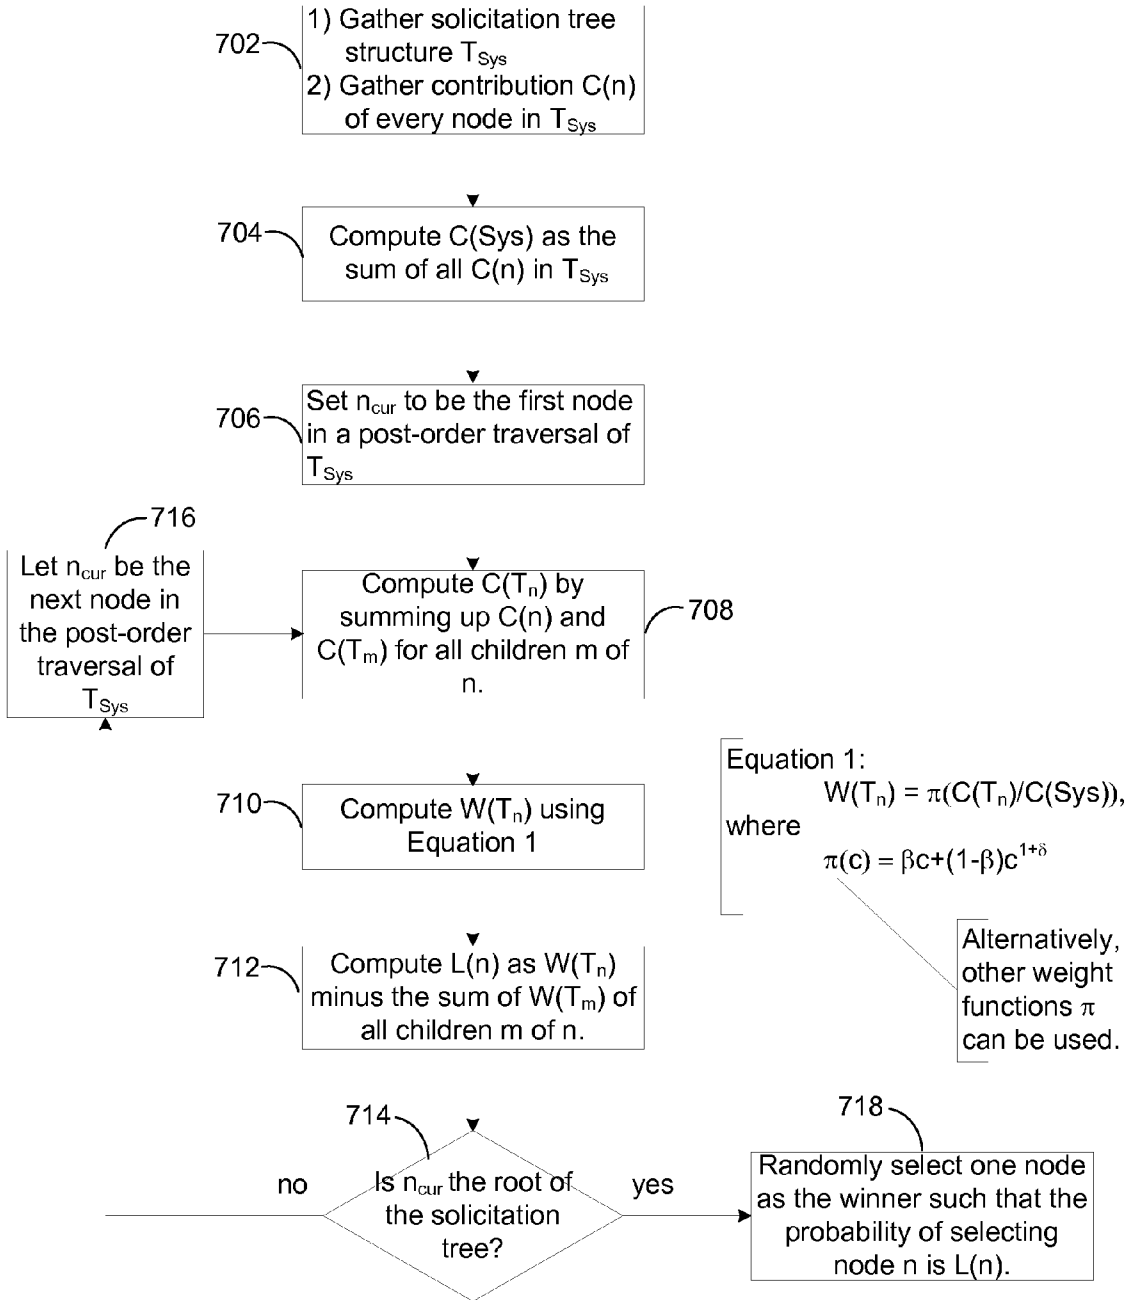 702
1) Gather solicitation tree
structure T_Sys
2) Gather contribution C(n)
of every node in T_Sys
704
Compute C(Sys) as the
sum of all C(n) in T_Sys
706
Set n_cur to be the first node
in a post-order traversal of
T_Sys
716
Let n_cur be the
next node in
the post-order
traversal of
T_Sys
Compute C(T_n) by
summing up C(n) and
C(T_m) for all children m of
n.
708
710
Compute W(T_n) using
Equation 1
Equation 1:
W(T_n) = π(C(T_n)/C(Sys)),
where
π(c) = βc+(1-β)c^{1+δ}
Alternatively,
other weight
functions π
can be used.
712
Compute L(n) as W(T_n)
minus the sum of W(T_m) of
all children m of n.
714
Is n_cur the root of
the solicitation
tree?
no
yes
718
Randomly select one node
as the winner such that the
probability of selecting
node n is L(n).